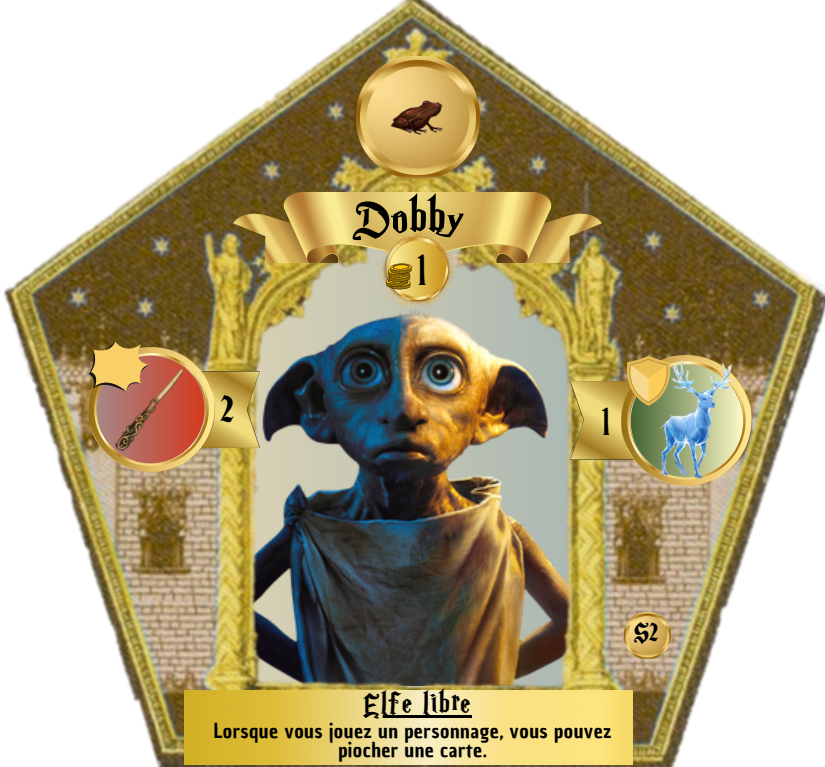 Dobby
1
2
1
S2
Elfe libre
Lorsque vous jouez un personnage, vous pouvez
piocher une carte.